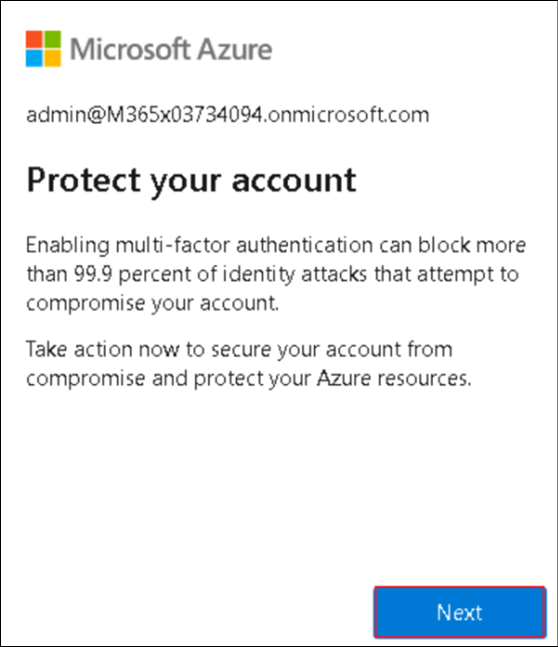 Microsoft Azure
admin@M365x03734094.onmicrosoft.com
Protect your account
Enabling multi-factor authentication can block more
than 99.9 percent of identity attacks that attempt to
compromise your account.
Take action now to secure your account from
compromise and protect your Azure resources.
Next